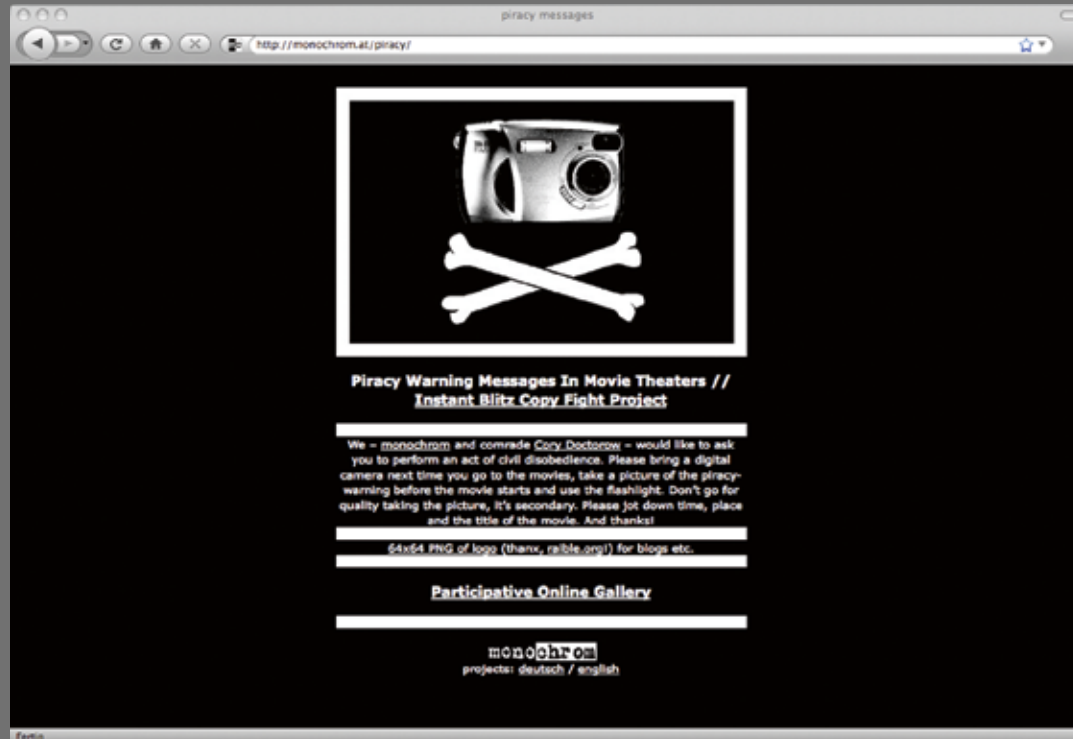 piracy messages
http://monochrom.at/piracy/
Piracy Warning Messages In Movie Theaters //
Instant Blitz Copy Fight Project
We – monochrom and comrade Cory Doctorow – would like to ask
you to perform an act of civil disobedience. Please bring a digital
camera next time you go to the movies, take a picture of the piracy-
warning before the movie starts and use the flashlight. Don't go for
quality taking the picture, it's secondary. Please jot down time, place
and the title of the movie. And thanks!
64x64 PNG of logo (thanx, raible.org!) for blogs etc.
Participative Online Gallery
monochrom
projects: deutsch / english
Fertig